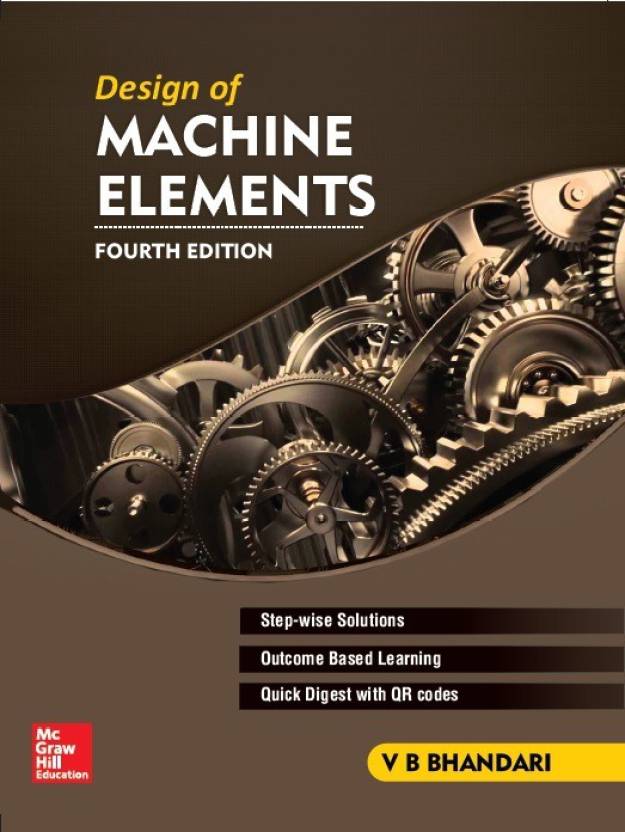 Design of
MACHINE
ELEMENTS
FOURTH EDITION
Step-wise Solutions
Outcome Based Learning
Quick Digest with QR codes
Mc
Graw
Hill
Education
V B BHANDARI